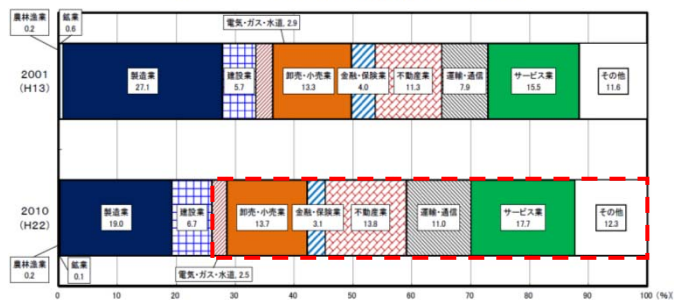 農林漁業
0.2
鉱業
0.6
電気・ガス・水道, 2.9
2001
(H13)
製造業
27.1
建設業
5.7
卸売・小売業
13.3
金融・保険業
4.0
不動産業
11.3
運輸・通信
7.9
サービス業
15.5
その他
11.6
2010
(H22)
製造業
19.0
建設業
6.7
卸売・小売業
13.7
金融・保険業
3.1
不動産業
13.8
運輸・通信
11.0
サービス業
17.7
その他
12.3
農林漁業
0.2
鉱業
0.1
電気・ガス・水道, 2.5
0 10 20 30 40 50 60 70 80 90 100 (%)